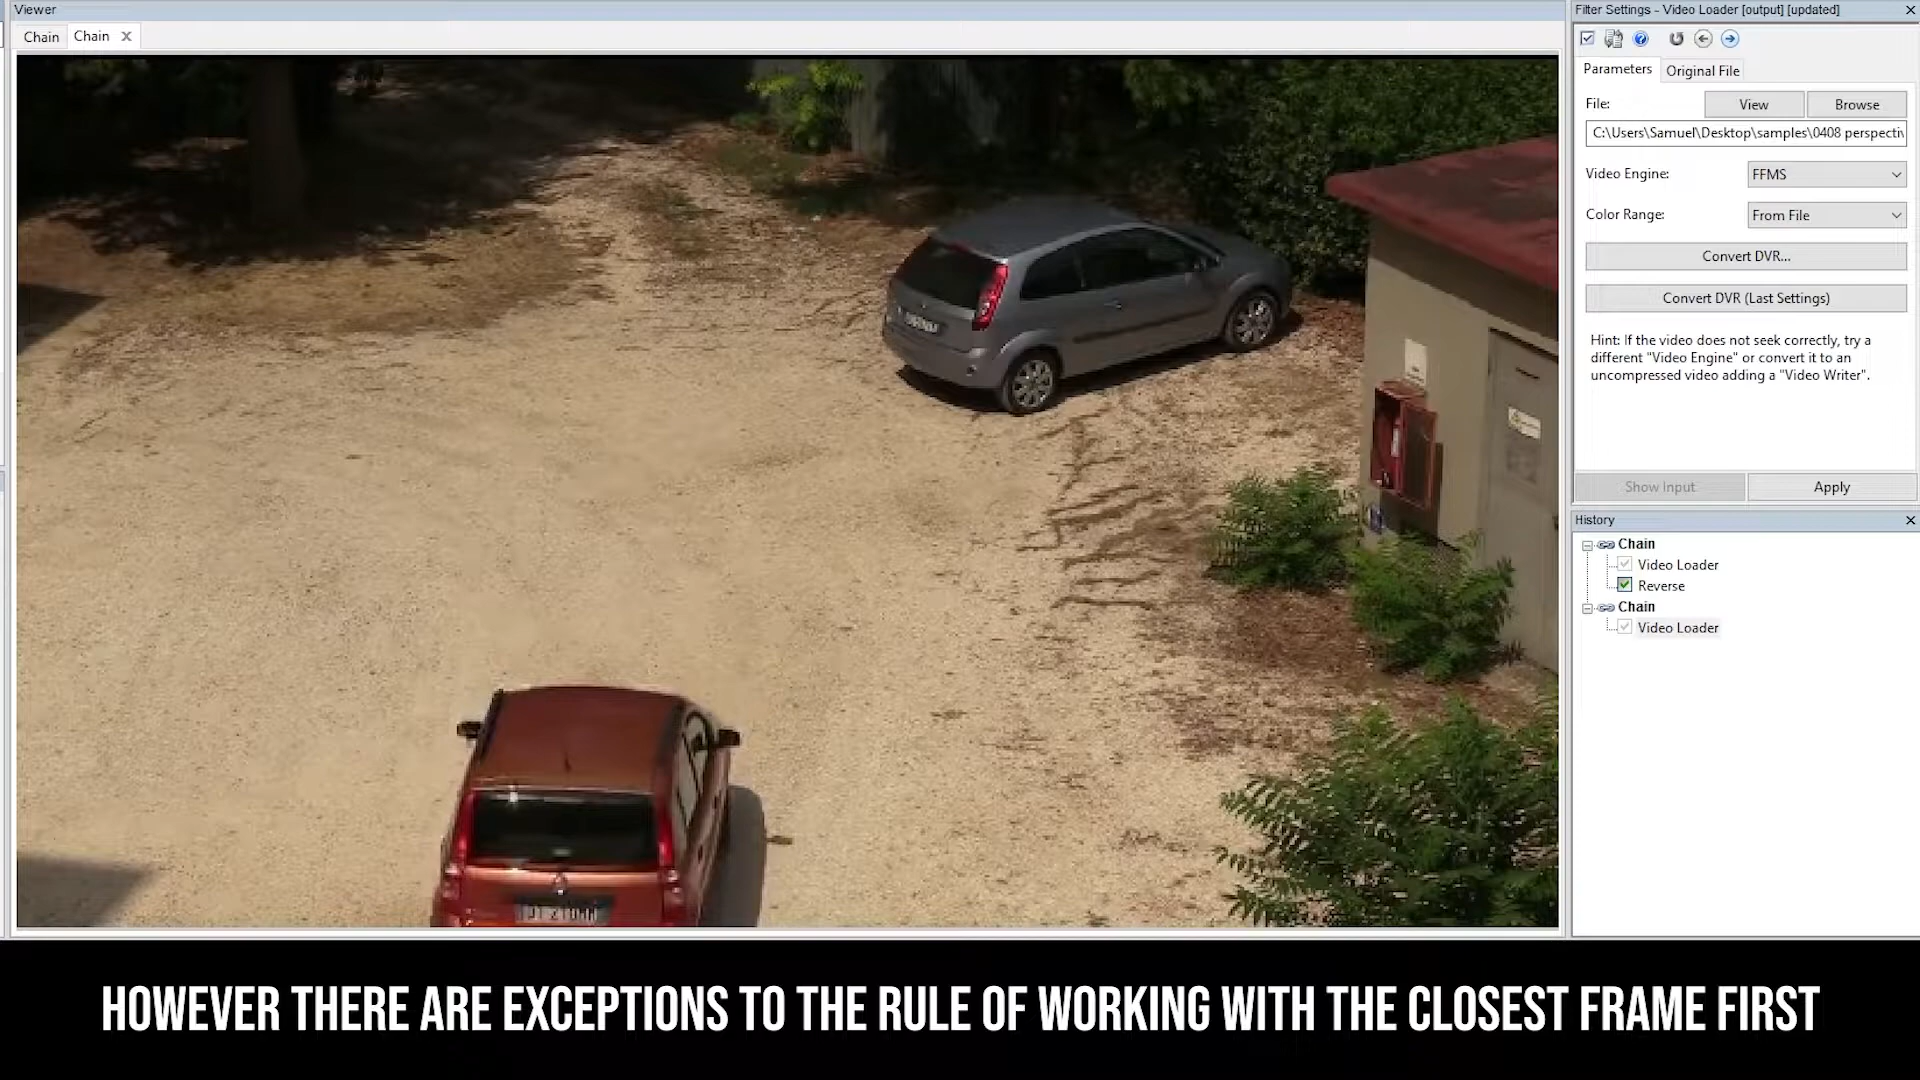 Viewer
Chain
Chain
Filter Settings - Video Loader [output] [updated]
Parameters
Original File
File:
View
Browse
C:\Users\Samuel\Desktop\samples\0408 perspectiv
Video Engine:
FFMS
Color Range:
From File
Convert DVR...
Convert DVR (Last Settings)
Hint: If the video does not seek correctly, try a
different "Video Engine" or convert it to an
uncompressed video adding a "Video Writer".
Show Input
Apply
History
Chain
Video Loader
Reverse
Chain
Video Loader
HOWEVER THERE ARE EXCEPTIONS TO THE RULE OF WORKING WITH THE CLOSEST FRAME FIRST